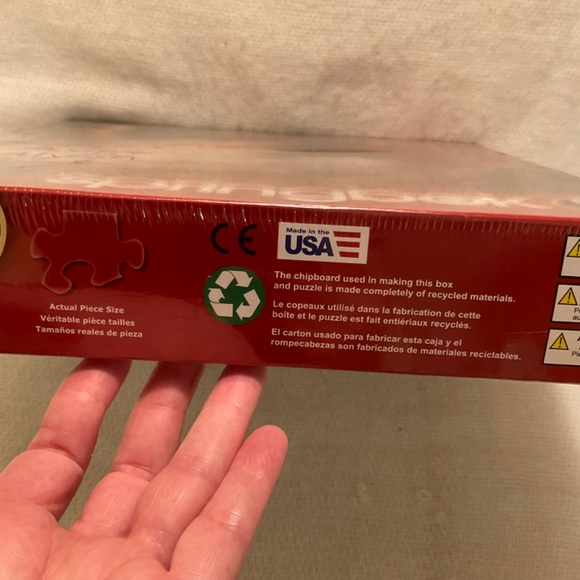 Actual Piece Size
Véritable pièce tailles
Tamaños reales de pieza
CE
Made in the
USA
The chipboard used in making this box
and puzzle is made completely of recycled materials.
Le copeaux utilisé dans la fabrication de cette
boîte et le puzzle est fait entiériaux recyclés.
El carton usado para fabricar esta caja y el
rompecabezas son fabricados de materiales reciclables.